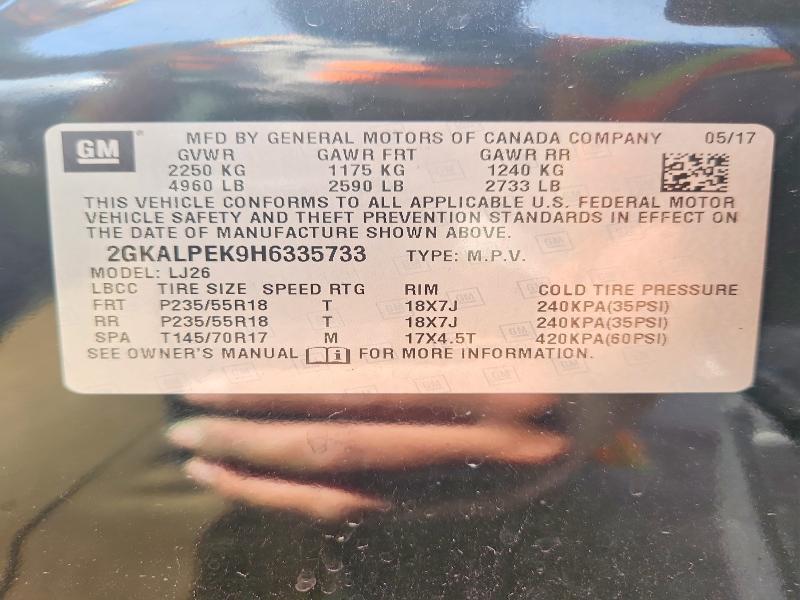 GM MFD BY GENERAL MOTORS OF CANADA COMPANY 05/17
GVWR GAWR FRT GAWR RR
2250 KG 1175 KG 1240 KG
4960 LB 2590 LB 2733 LB
THIS VEHICLE CONFORMS TO ALL APPLICABLE U.S. FEDERAL MOTOR
VEHICLE SAFETY AND THEFT PREVENTION STANDARDS IN EFFECT ON
THE DATE OF MANUFACTURE SHOWN ABOVE.
2GKALPEK9H6335733 TYPE: M.P.V.
MODEL: LJ26
LBCC TIRE SIZE SPEED RTG RIM COLD TIRE PRESSURE
FRT P235/55R18 T 18X7J 240KPA(35PSI)
RR P235/55R18 T 18X7J 240KPA(35PSI)
SPA T145/70R17 M 17X4.5T 420KPA(60PSI)
SEE OWNER'S MANUAL FOR MORE INFORMATION.